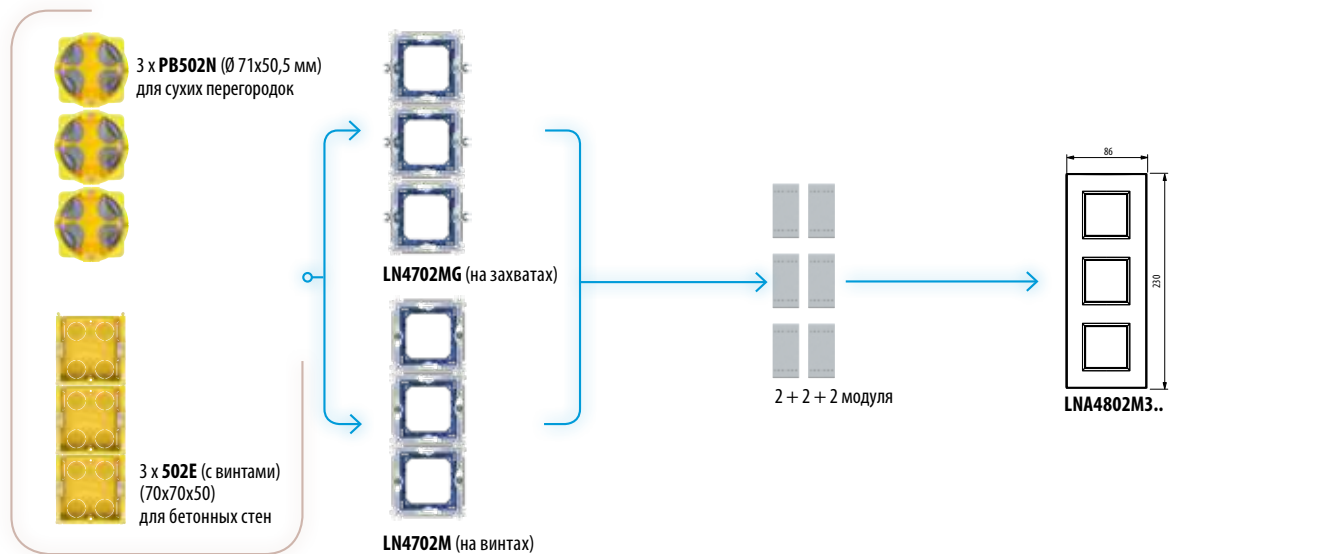 3 x PB502N (Ø 71x50,5 мм)
для сухих перегородок
3 x 502E (с винтами)
(70x70x50)
для бетонных стен
LN4702MG (на захватах)
LN4702M (на винтах)
2 + 2 + 2 модуля
86
230
LNA4802M3..